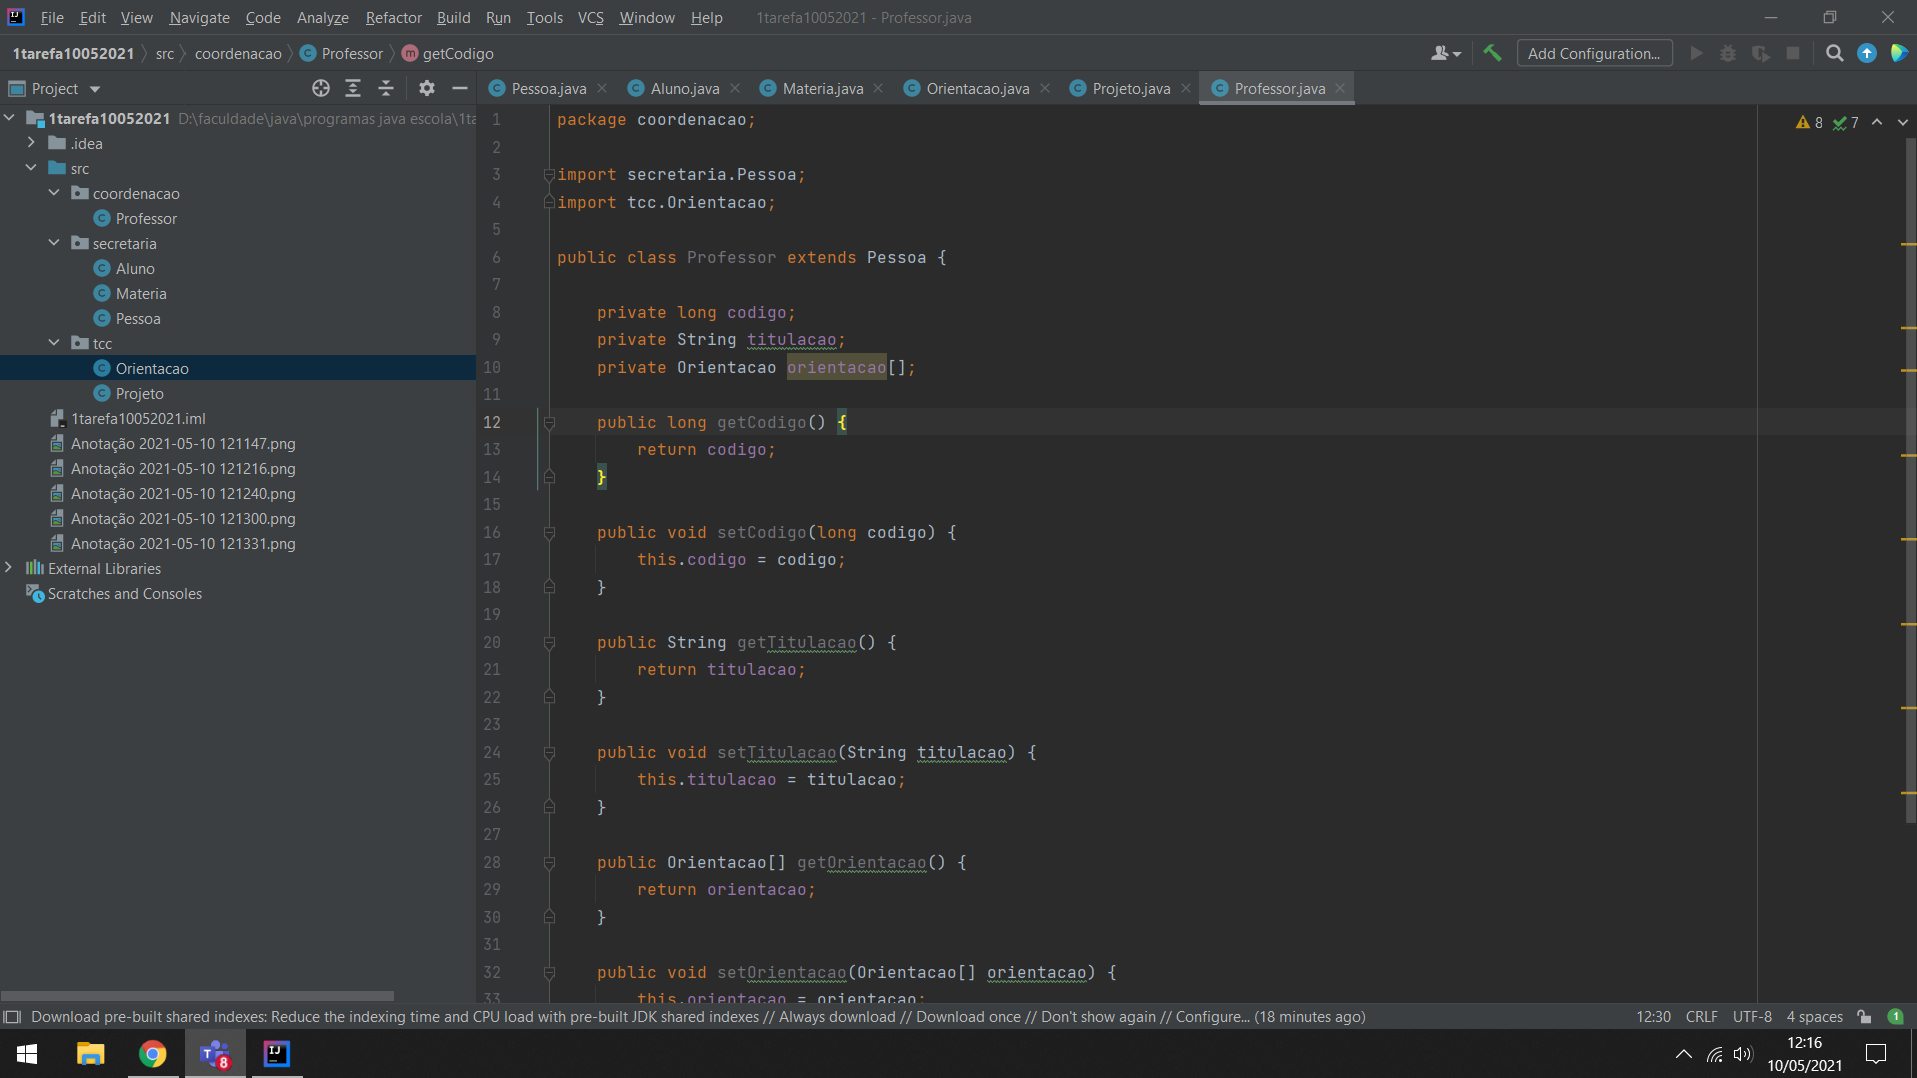 File Edit View Navigate Code Analyze Refactor Build Run Tools VCS Window Help 1tarefa10052021 - Professor.java
1tarefa10052021 src coordenacao Professor getCodigo Add Configuration...
Project
Pessoa.java Aluno.java Materia.java Orientacao.java Projeto.java Professor.java
1tarefa10052021 D:\faculdade\java\programas java escola\1ta
.idea
src
coordenacao
Professor
secretaria
Aluno
Materia
Pessoa
tcc
Orientacao
Projeto
1tarefa10052021.iml
Anotação 2021-05-10 121147.png
Anotação 2021-05-10 121216.png
Anotação 2021-05-10 121240.png
Anotação 2021-05-10 121300.png
Anotação 2021-05-10 121331.png
External Libraries
Scratches and Consoles
8 7
1 package coordenacao;
2
3 import secretaria.Pessoa;
4 import tcc.Orientacao;
5
6 public class Professor extends Pessoa {
7
8 private long codigo;
9 private String titulacao;
10 private Orientacao orientacao[];
11
12 public long getCodigo() {
13 return codigo;
14 }
15
16 public void setCodigo(long codigo) {
17 this.codigo = codigo;
18 }
19
20 public String getTitulacao() {
21 return titulacao;
22 }
23
24 public void setTitulacao(String titulacao) {
25 this.titulacao = titulacao;
26 }
27
28 public Orientacao[] getOrientacao() {
29 return orientacao;
30 }
31
32 public void setOrientacao(Orientacao[] orientacao) {
33 this.orientacao = orientacao;
Download pre-built shared indexes: Reduce the indexing time and CPU load with pre-built JDK shared indexes // Always download // Download once // Don't show again // Configure... (18 minutes ago) 12:30 CRLF UTF-8 4 spaces 1
T 8 IJ
12:16
10/05/2021